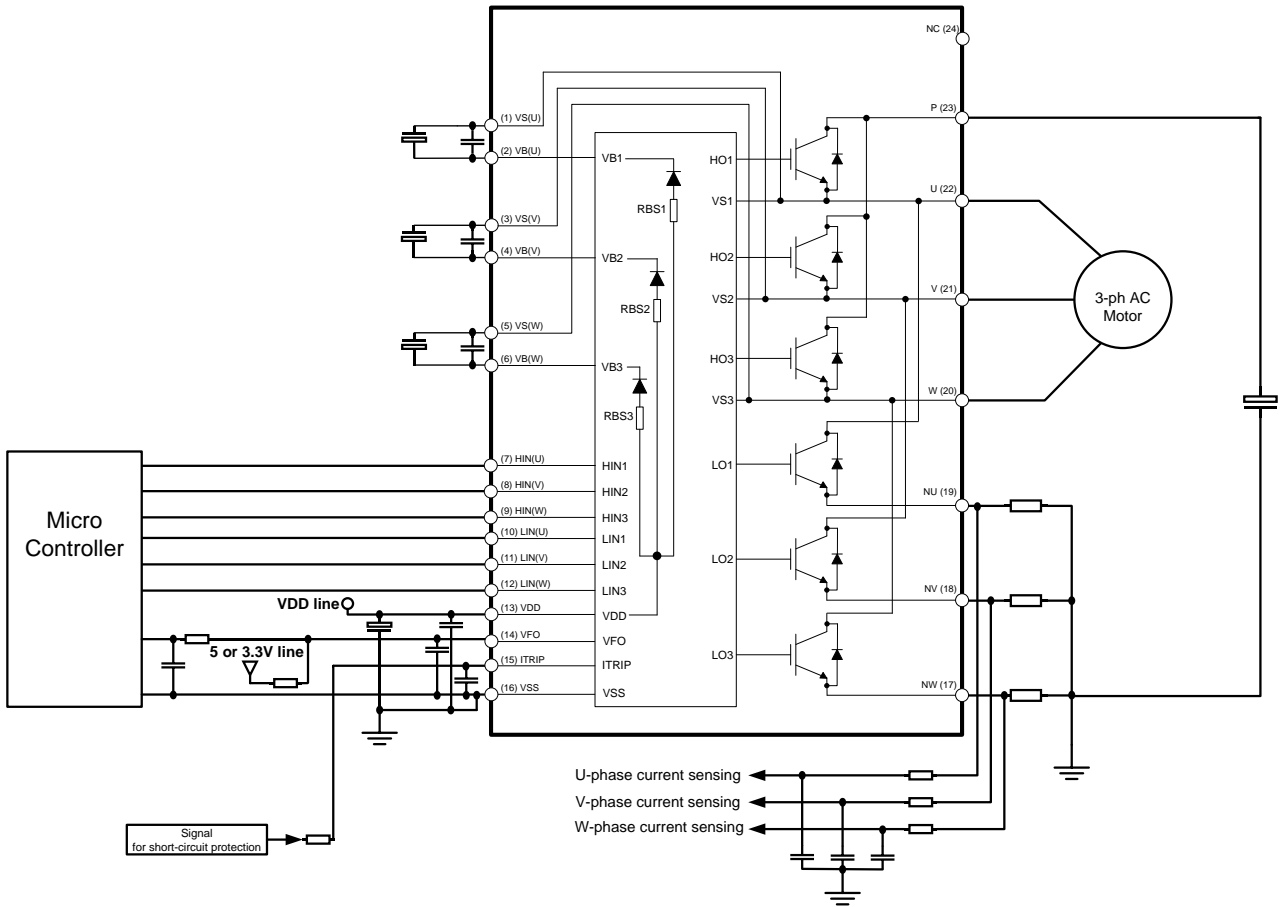 NC (24)
P (23)
(1) VS(U)
(2) VB(U)
VB1
HO1
RBS1
VS1
U (22)
(3) VS(V)
(4) VB(V)
VB2
HO2
RBS2
VS2
V (21)
3-ph AC
Motor
(5) VS(W)
(6) VB(W)
VB3
HO3
RBS3
VS3
W (20)
Micro
Controller
(7) HIN(U)
HIN1
LO1
(8) HIN(V)
HIN2
NU (19)
(9) HIN(W)
HIN3
(10) LIN(U)
LIN1
(11) LIN(V)
LIN2
LO2
(12) LIN(W)
LIN3
NV (18)
VDD line
(13) VDD
VDD
(14) VFO
VFO
5 or 3.3V line
(15) ITRIP
ITRIP
LO3
(16) VSS
VSS
NW (17)
U-phase current sensing
V-phase current sensing
W-phase current sensing
Signal
for short-circuit protection